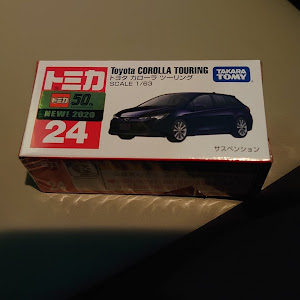 トミカ
Toyota COROLLA TOURING
トヨタ カローラ ツーリング
SCALE 1/63
TAKARA TOMY
トミカ 50th
NEW! 2020
24
サスペンション